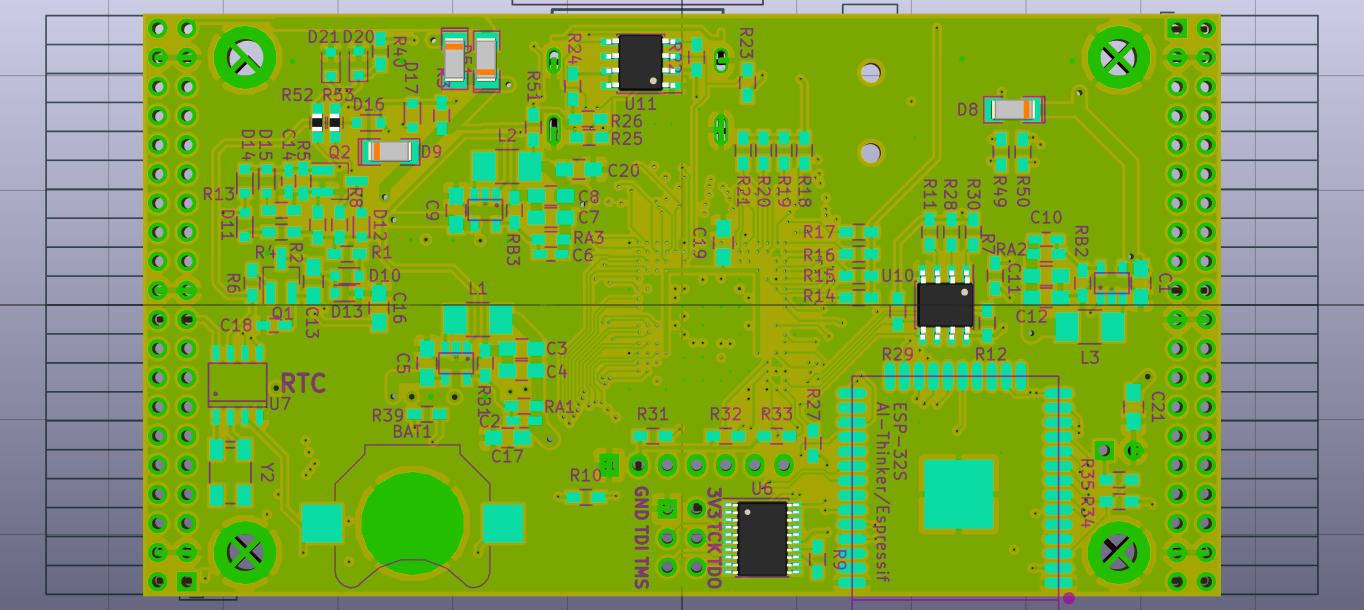 D21 D20
R24
R23
R52 R53
D16
D17
R51
U11
R26
R25
D8
L2
Q2
D9
D14
D15
C14
C20
R13
R8
D11
D12
C9
C8
C7
RA3
C6
RB3
C19
R21
R20
R19
R18
R17
R16
R15
R14
R49
R50
R11
R28
R30
C10
R7
RA2
RB2
C11
C1
U10
C12
L3
R4
R2
R1
R6
D10
D13
C16
C18
Q1
C13
L1
C3
C4
C5
RTC
U7
R39
BAT1
C2
RA1
C17
R31
R32
R33
R27
R29
R12
C21
ESP-32S
AI-Thinker/Espressif
Y2
R10
U6
R9
R35
R34
GND TDI TMS
3V3 TCK TDO